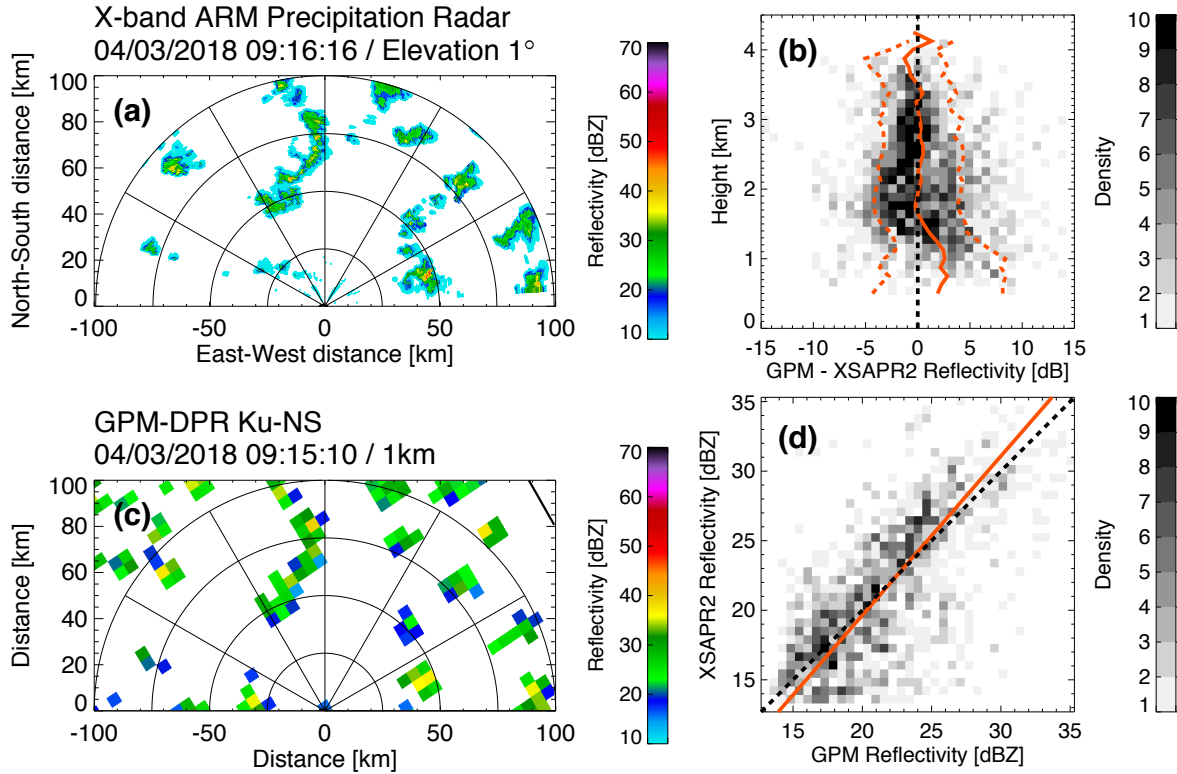 X-band ARM Precipitation Radar
04/03/2018 09:16:16 / Elevation 1°
(a)
North-South distance [km]
100
80
60
40
20
0
-100 -50 0 50 100
East-West distance [km]
Reflectivity [dBZ]
70
60
50
40
30
20
10
(b)
Height [km]
4
3
2
1
0
-15 -10 -5 0 5 10 15
GPM - XSAPR2 Reflectivity [dB]
Density
10
9
8
7
6
5
4
3
2
1
GPM-DPR Ku-NS
04/03/2018 09:15:10 / 1km
(c)
Distance [km]
100
80
60
40
20
0
-100 -50 0 50 100
Distance [km]
Reflectivity [dBZ]
70
60
50
40
30
20
10
(d)
XSAPR2 Reflectivity [dBZ]
35
30
25
20
15
15 20 25 30 35
GPM Reflectivity [dBZ]
Density
10
9
8
7
6
5
4
3
2
1